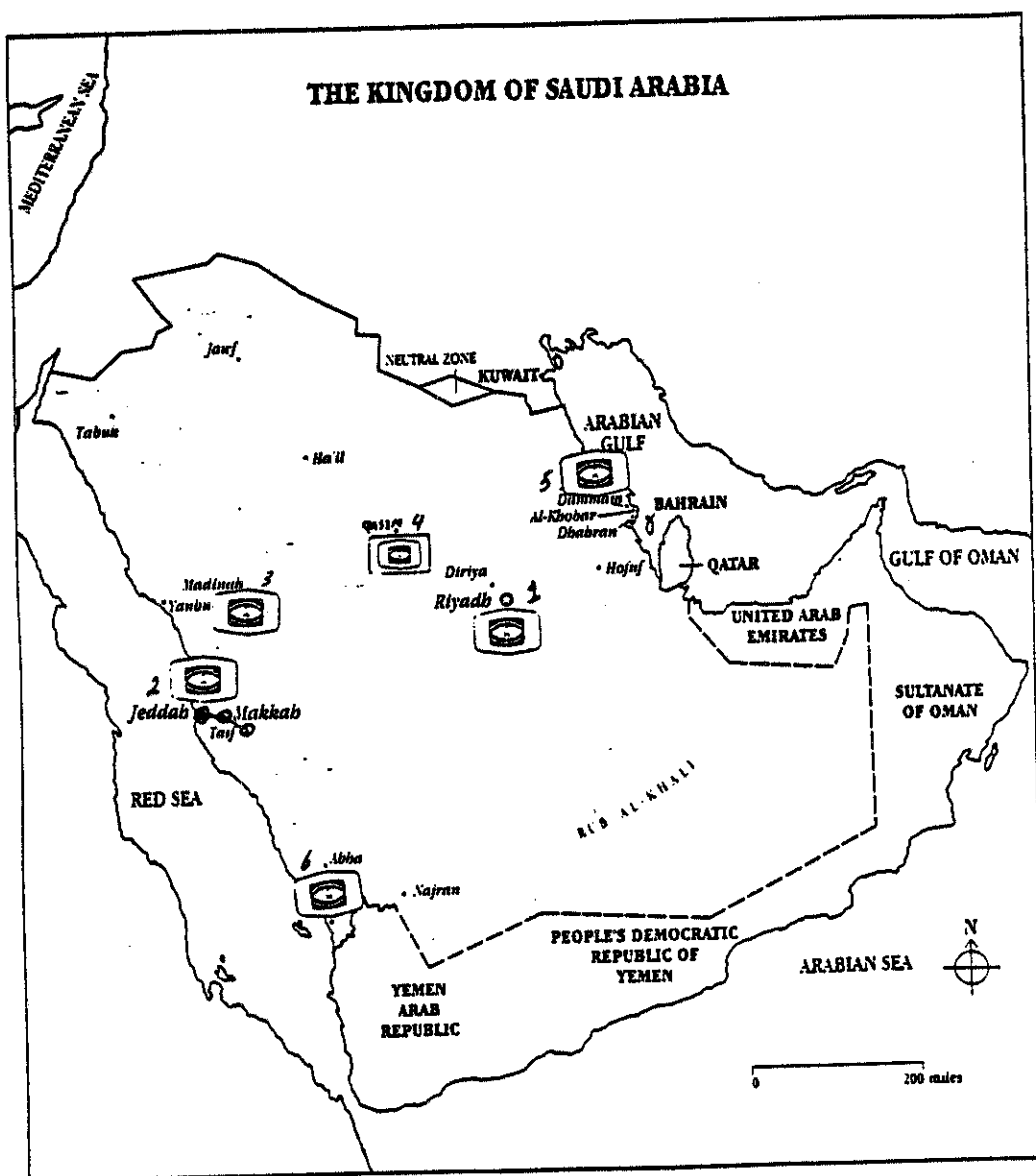 THE KINGDOM OF SAUDI ARABIA
MEDITERRANEAN SEA
Jawf
NEUTRAL ZONE
KUWAIT
Tabuk
ARABIAN
GULF
Ha'il
5
Dammam
Al-Khobar
Dhahran
BAHRAIN
4
GULF OF OMAN
Hofuf
QATAR
Madinah
3
Yanbu
Diriya
Riyadh
1
UNITED ARAB
EMIRATES
2
Jeddah
Makkah
Taif
SULTANATE
OF OMAN
RED SEA
RUB AL-KHALI
6
Abha
Najran
PEOPLE'S DEMOCRATIC
REPUBLIC OF
YEMEN
N
ARABIAN SEA
YEMEN
ARAB
REPUBLIC
0
200 miles